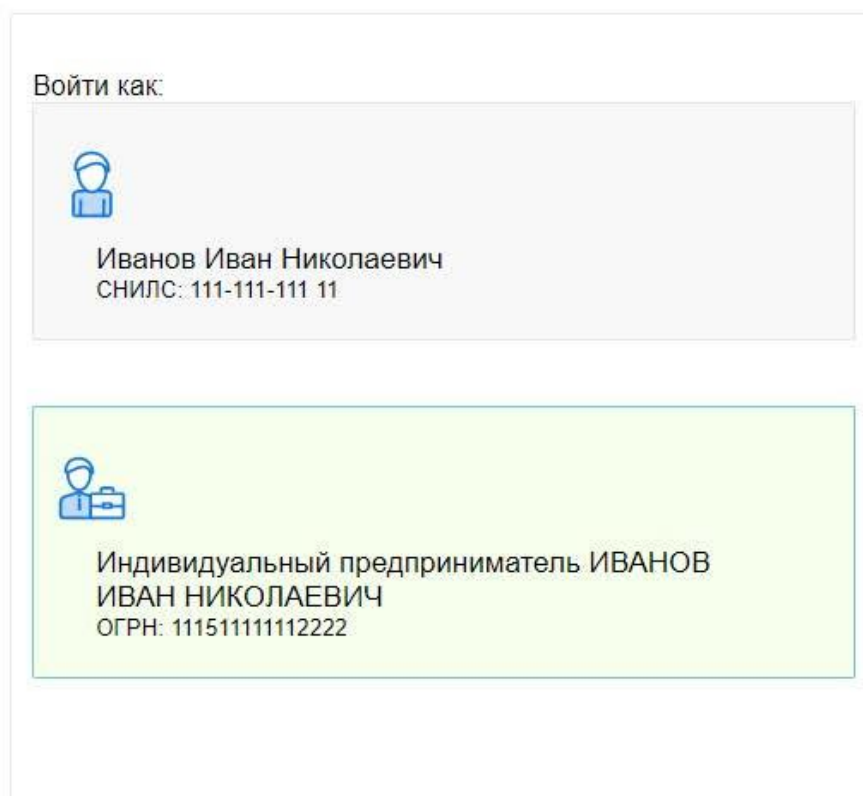 Войти как:
Иванов Иван Николаевич
СНИЛС: 111-111-111 11
Индивидуальный предприниматель ИВАНОВ
ИВАН НИКОЛАЕВИЧ
ОГРН: 111511111112222